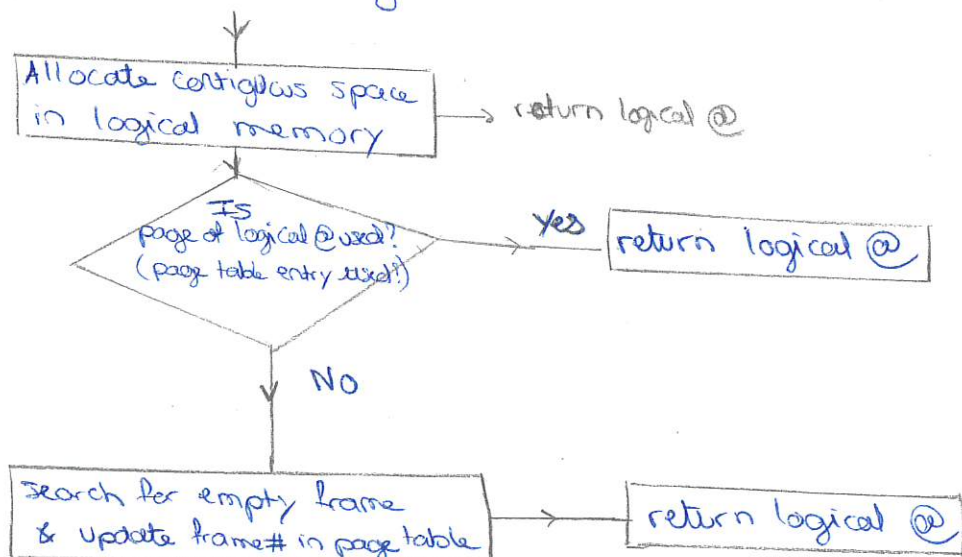 Allocate contiguous space
in logical memory
return logical @
Is
page of logical @ used?
(page table entry used?)
Yes
return logical @
No
search for empty frame
& update frame# in page table
return logical @